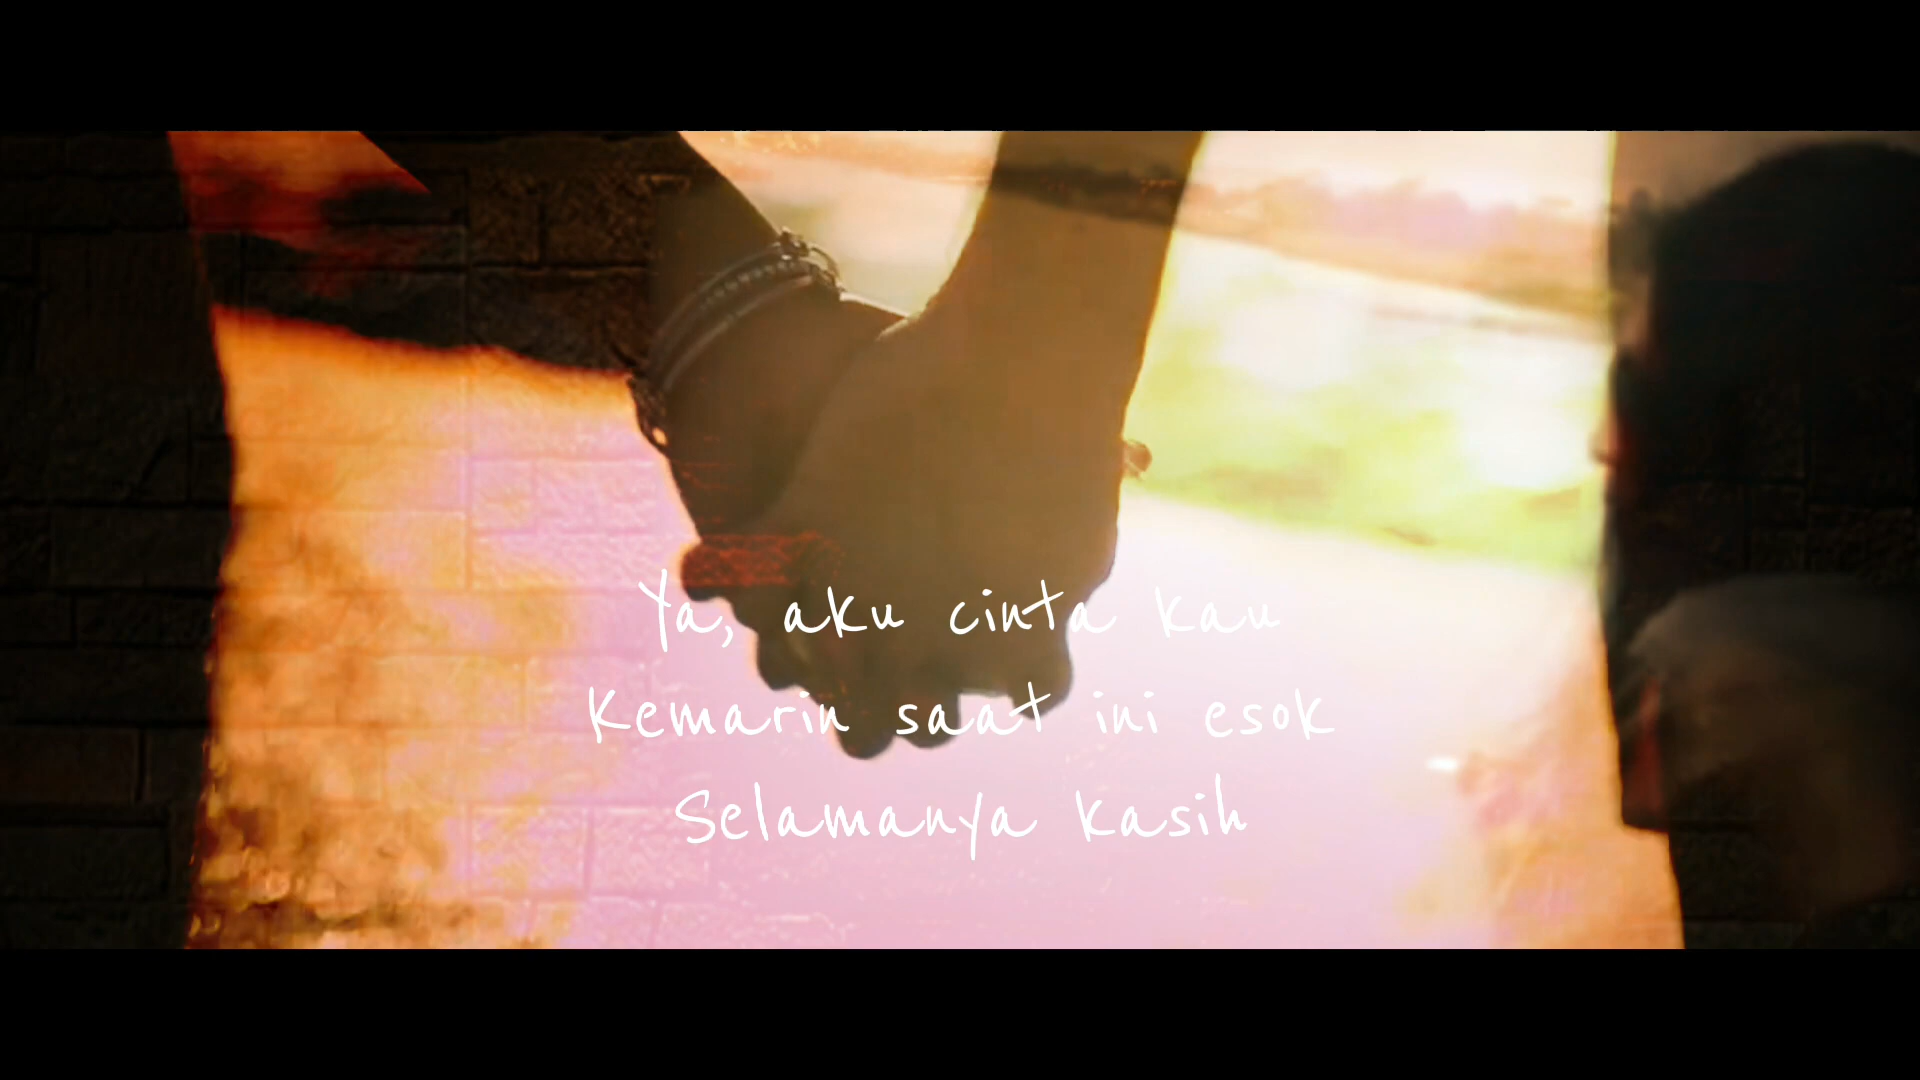 Ya, aku cinta kau
Kemarin saat ini esok
Selamanya kasih